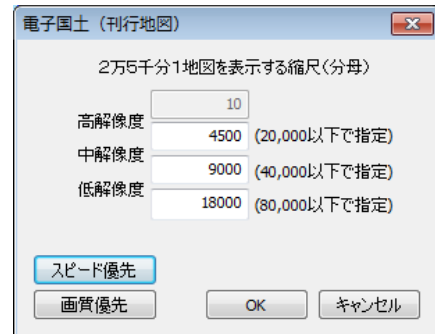 電子国土（刊行地図）
2万5千分1地図を表示する縮尺(分母)
10
高解像度
4500 (20,000以下で指定)
中解像度
9000 (40,000以下で指定)
低解像度
18000 (80,000以下で指定)
スピード優先
画質優先 OK キャンセル